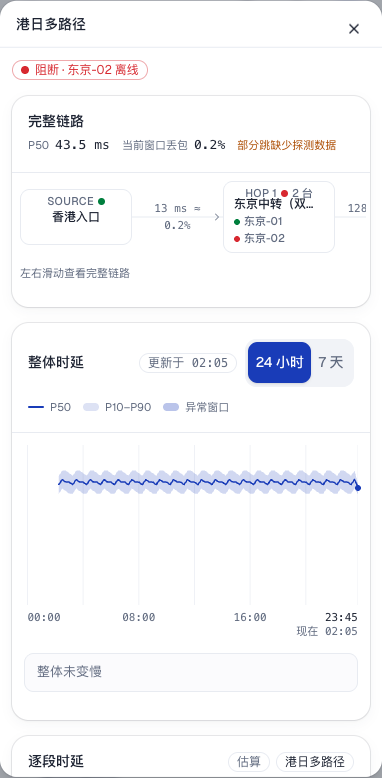 港日多路径
阻断 · 东京-02 离线
完整链路
P50 43.5 ms 当前窗口丢包 0.2% 部分跳缺少探测数据
SOURCE
香港入口
13 ms ≈
0.2%
HOP 1 2 台
东京中转（双…
东京-01
东京-02
128
左右滑动查看完整链路
整体时延
更新于 02:05
24 小时
7 天
P50 P10–P90 异常窗口
00:00 08:00 16:00 23:45
现在 02:05
整体未变慢
逐段时延
估算
港日多路径